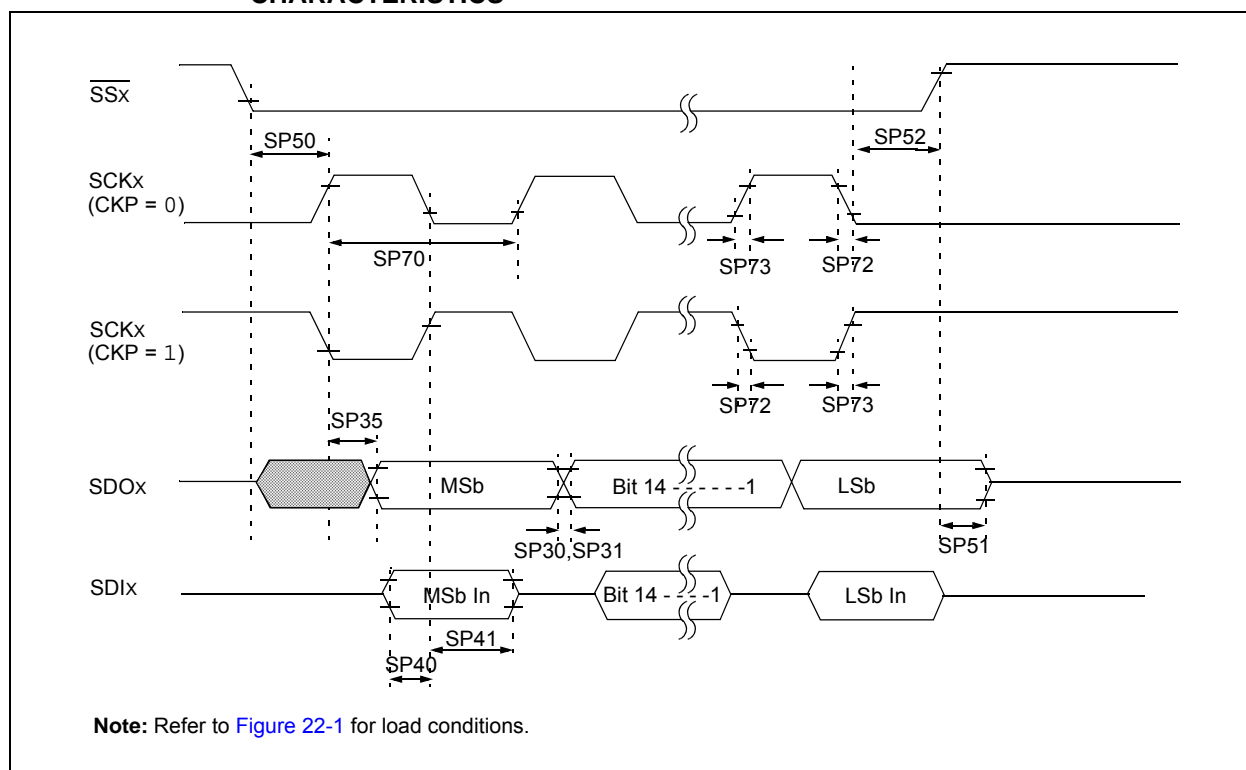 CHARACTERISTICS
SSx
SP50
SP52
SCKx
(CKP = 0)
SP70
SP73
SP72
SCKx
(CKP = 1)
SP72
SP73
SP35
SDOx
MSb
Bit 14 - - - - - -1
LSb
SP30,SP31
SP51
SDIx
MSb In
Bit 14 - - - - -1
LSb In
SP41
SP40
Note: Refer to Figure 22-1 for load conditions.